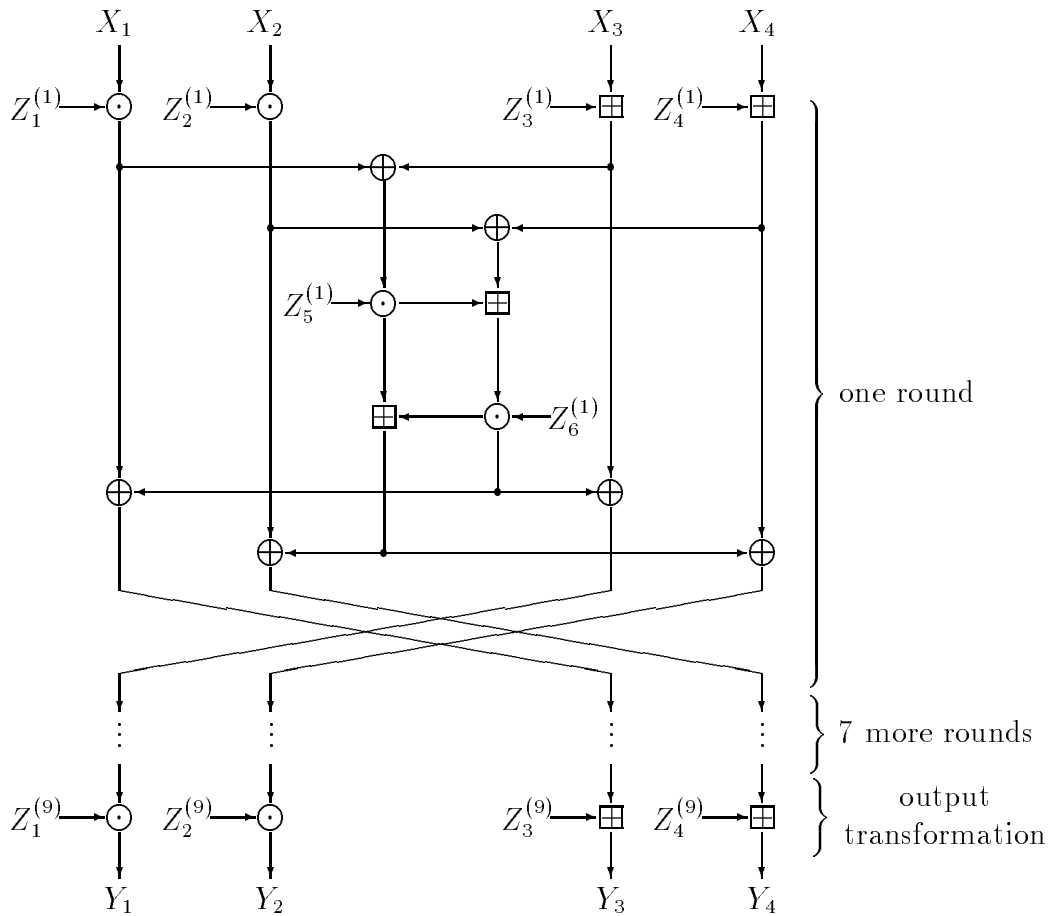 X₁ X₂ X₃ X₄
Z₁⁽¹⁾ Z₂⁽¹⁾ Z₃⁽¹⁾ Z₄⁽¹⁾
Z₅⁽¹⁾
one round
Z₆⁽¹⁾
7 more rounds
output
transformation
Z₁⁽⁹⁾ Z₂⁽⁹⁾ Z₃⁽⁹⁾ Z₄⁽⁹⁾
Y₁ Y₂ Y₃ Y₄